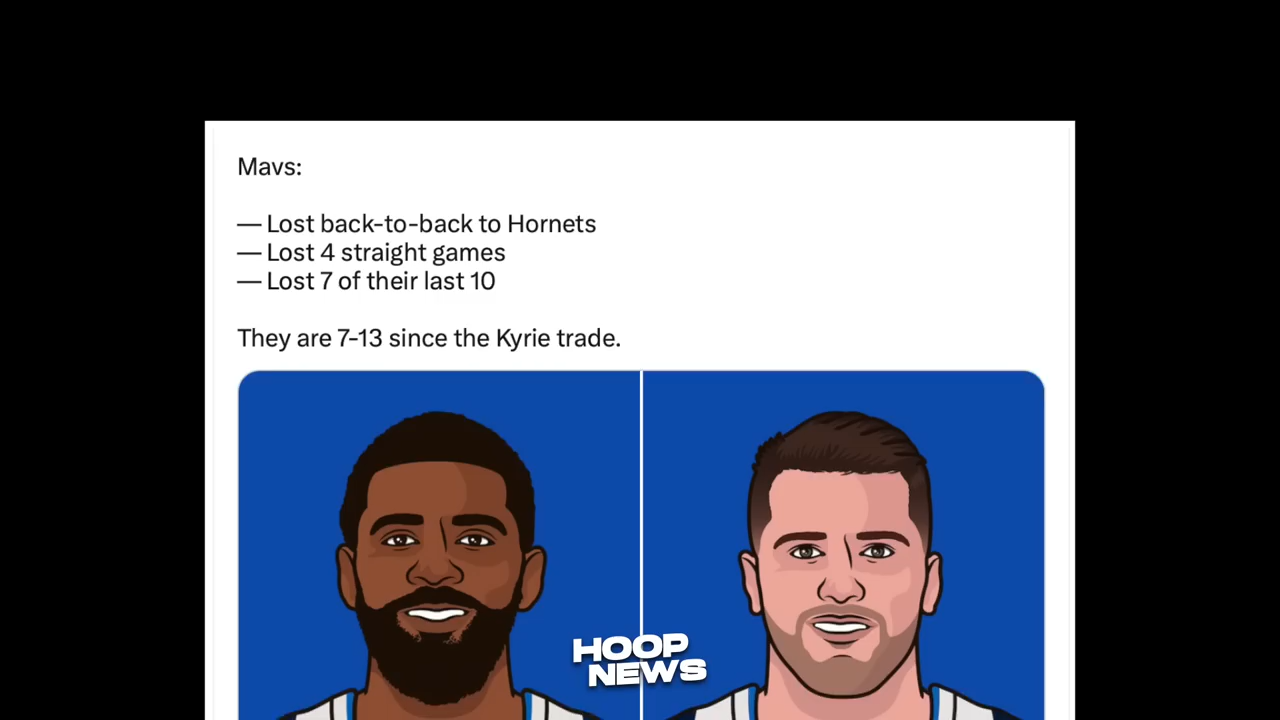 Mavs:
— Lost back-to-back to Hornets
— Lost 4 straight games
— Lost 7 of their last 10
They are 7-13 since the Kyrie trade.
HOOP
NEWS